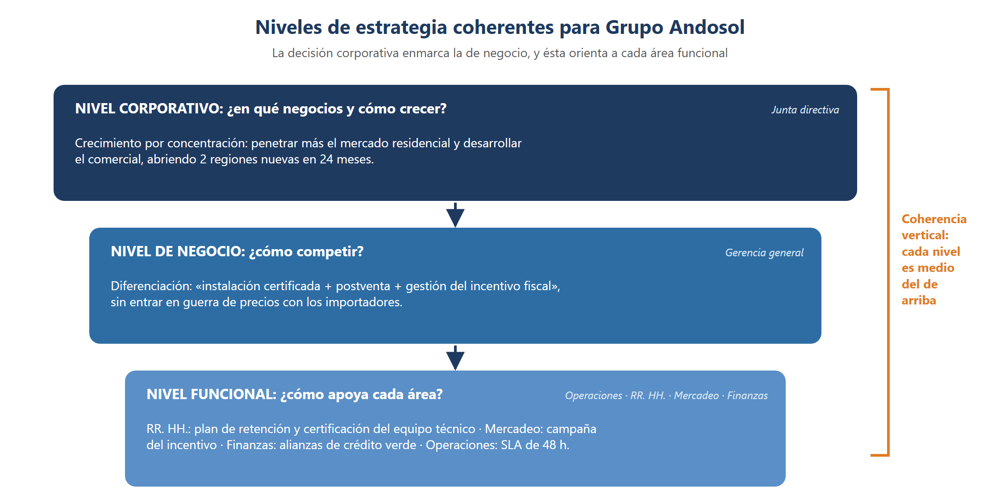 Niveles de estrategia coherentes para Grupo Andosol
La decisión corporativa enmarca la de negocio, y ésta orienta a cada área funcional
NIVEL CORPORATIVO: ¿en qué negocios y cómo crecer?
Junta directiva
Crecimiento por concentración: penetrar más el mercado residencial y desarrollar
el comercial, abriendo 2 regiones nuevas en 24 meses.
NIVEL DE NEGOCIO: ¿cómo competir?
Gerencia general
Diferenciación: «instalación certificada + postventa + gestión del incentivo fiscal»,
sin entrar en guerra de precios con los importadores.
NIVEL FUNCIONAL: ¿cómo apoya cada área?
Operaciones · RR. HH. · Mercadeo · Finanzas
RR. HH.: plan de retención y certificación del equipo técnico · Mercadeo: campaña
del incentivo · Finanzas: alianzas de crédito verde · Operaciones: SLA de 48 h.
Coherencia
vertical:
cada nivel
es medio
del de
arriba